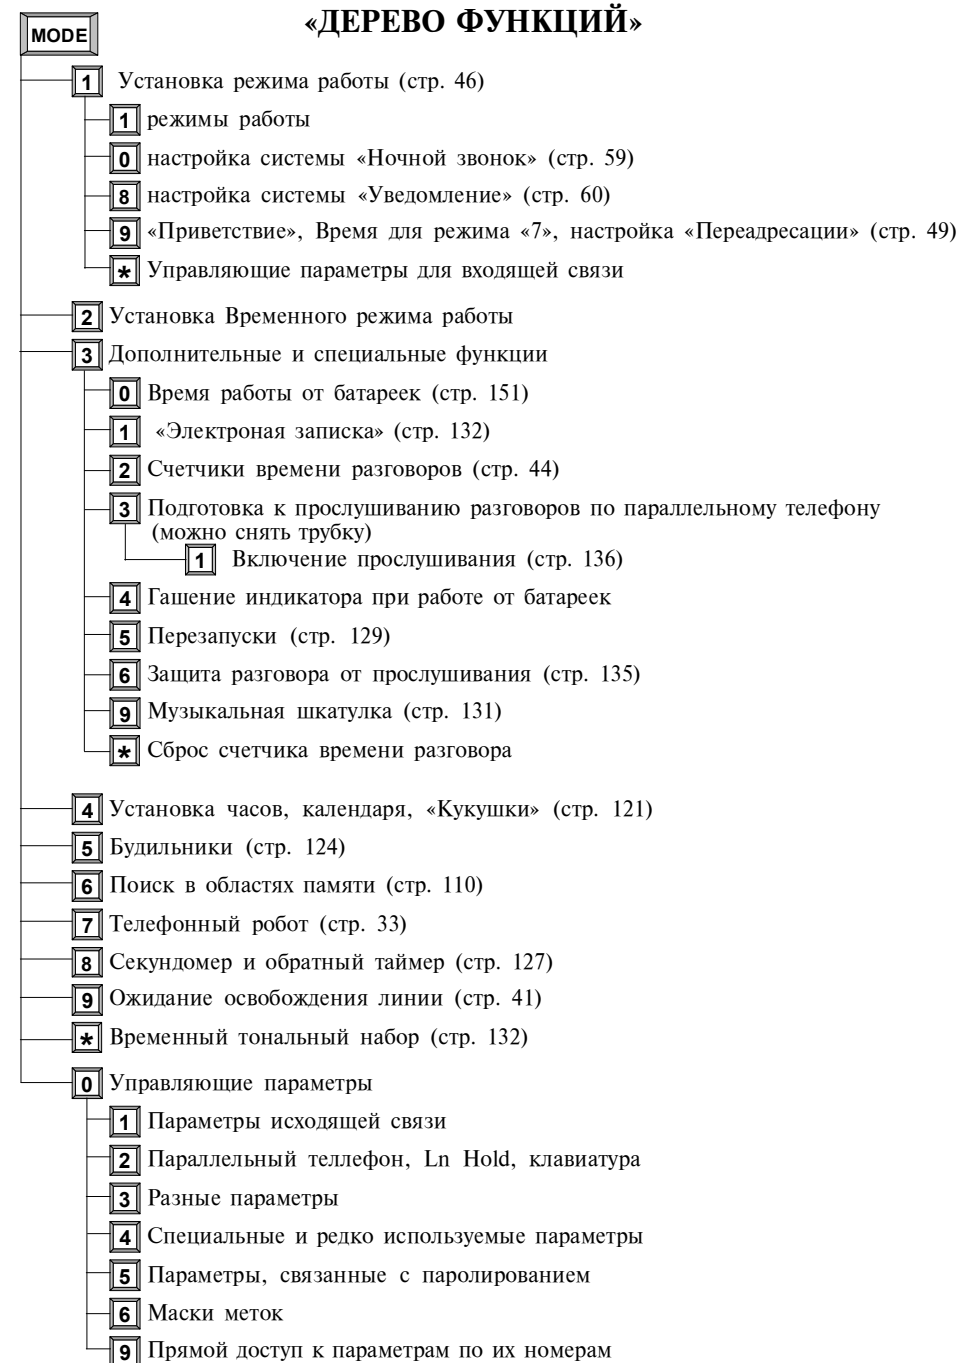 «ДЕРЕВО ФУНКЦИЙ»
MODE
1 Установка режима работы (стр. 46)
1 режимы работы
0 настройка системы «Ночной звонок» (стр. 59)
8 настройка системы «Уведомление» (стр. 60)
9 «Приветствие», Время для режима «7», настройка «Переадресации» (стр. 49)
* Управляющие параметры для входящей связи
2 Установка Временного режима работы
3 Дополнительные и специальные функции
0 Время работы от батареек (стр. 151)
1 «Электроная записка» (стр. 132)
2 Счетчики времени разговоров (стр. 44)
3 Подготовка к прослушиванию разговоров по параллельному телефону
(можно снять трубку)
1 Включение прослушивания (стр. 136)
4 Гашение индикатора при работе от батареек
5 Перезапуски (стр. 129)
6 Защита разговора от прослушивания (стр. 135)
9 Музыкальная шкатулка (стр. 131)
* Сброс счетчика времени разговора
4 Установка часов, календаря, «Кукушки» (стр. 121)
5 Будильники (стр. 124)
6 Поиск в областях памяти (стр. 110)
7 Телефонный робот (стр. 33)
8 Секундомер и обратный таймер (стр. 127)
9 Ожидание освобождения линии (стр. 41)
* Временный тональный набор (стр. 132)
0 Управляющие параметры
1 Параметры исходящей связи
2 Параллельный теллефон, Ln Hold, клавиатура
3 Разные параметры
4 Специальные и редко используемые параметры
5 Параметры, связанные с паролированием
6 Маски меток
9 Прямой доступ к параметрам по их номерам